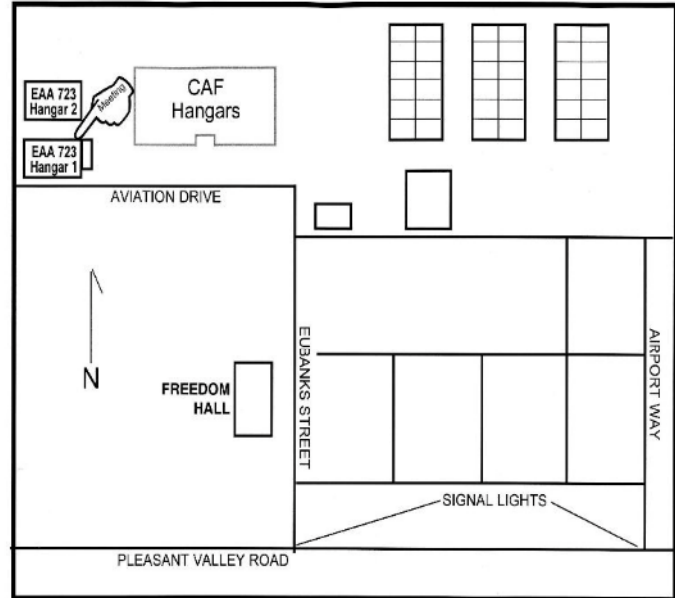 EAA 723
Hangar 2
Meeting
CAF
Hangars
EAA 723
Hangar 1
AVIATION DRIVE
N
FREEDOM
HALL
EUBANKS STREET
AIRPORT WAY
SIGNAL LIGHTS
PLEASANT VALLEY ROAD